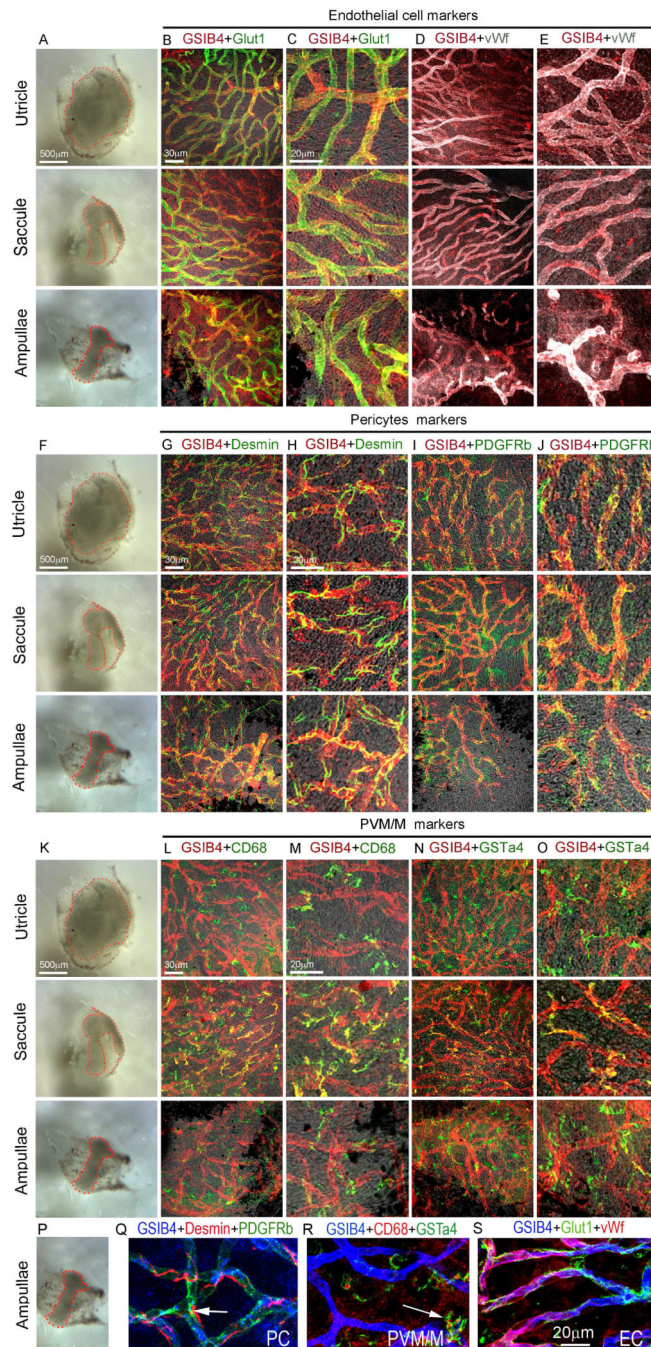 Endothelial cell markers
A B GSIB4+Glut1 C GSIB4+Glut1 D GSIB4+vWf E GSIB4+vWf
Utricle
500μm 30μm 20μm
Saccule
Ampullae
Pericytes markers
F G GSIB4+Desmin H GSIB4+Desmin I GSIB4+PDGFRb J GSIB4+PDGFRl
Utricle
500μm 30μm 30μm
Saccule
Ampullae
PVM/M markers
K L GSIB4+CD68 M GSIB4+CD68 N GSIB4+GSTa4 O GSIB4+GSTa4
Utricle
500μm 30μm 20μm
Saccule
Ampullae
P Q GSIB4+Desmin+PDGFRb R GSIB4+CD68+GSTa4 S GSIB4+Glut1+vWf
Ampullae
PC PVM/M 20μm EC